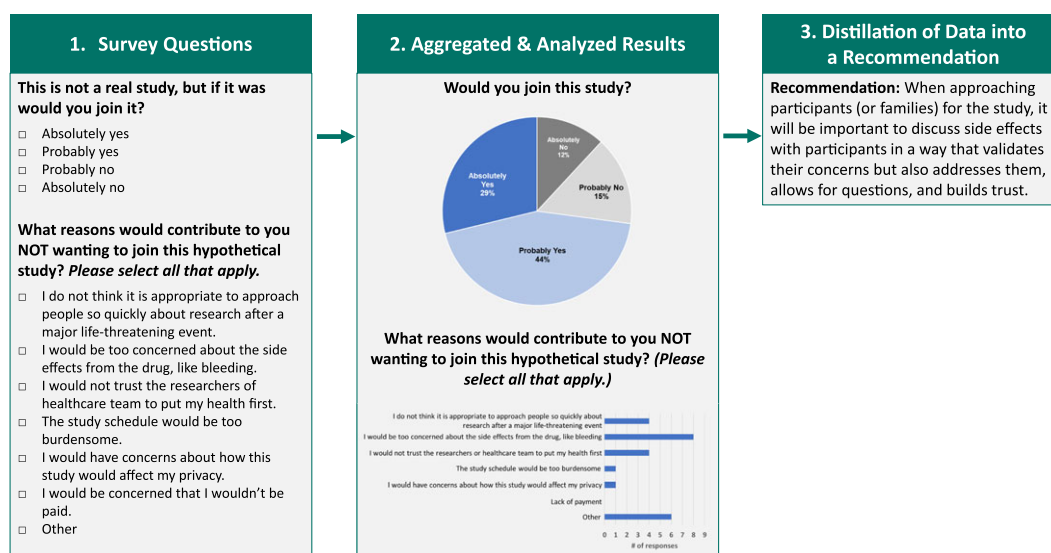 1. Survey Questions
This is not a real study, but if it was
would you join it?
□ Absolutely yes
□ Probably yes
□ Probably no
□ Absolutely no
What reasons would contribute to you
NOT wanting to join this hypothetical
study? Please select all that apply.
□ I do not think it is appropriate to approach
people so quickly about research after a
major life-threatening event.
□ I would be too concerned about the side
effects from the drug, like bleeding.
□ I would not trust the researchers of
healthcare team to put my health first.
□ The study schedule would be too
burdensome.
□ I would have concerns about how this
study would affect my privacy.
□ I would be concerned that I wouldn't be
paid.
□ Other
2. Aggregated & Analyzed Results
Would you join this study?
Absolutely
No
12%
Probably No
15%
Probably Yes
44%
Absolutely
Yes
29%
What reasons would contribute to you NOT
wanting to join this hypothetical study? (Please
select all that apply.)
I do not think it is appropriate to approach people so quickly about
research after a major life-threatening event
I would be too concerned about the side effects from the drug, like bleeding
I would not trust the researchers or healthcare team to put my health first
The study schedule would be too burdensome
I would have concerns about how this study would affect my privacy
Lack of payment
Other
0 1 2 3 4 5 6 7 8 9
# of responses
3. Distillation of Data into
a Recommendation
Recommendation: When approaching
participants (or families) for the study, it
will be important to discuss side effects
with participants in a way that validates
their concerns but also addresses them,
allows for questions, and builds trust.